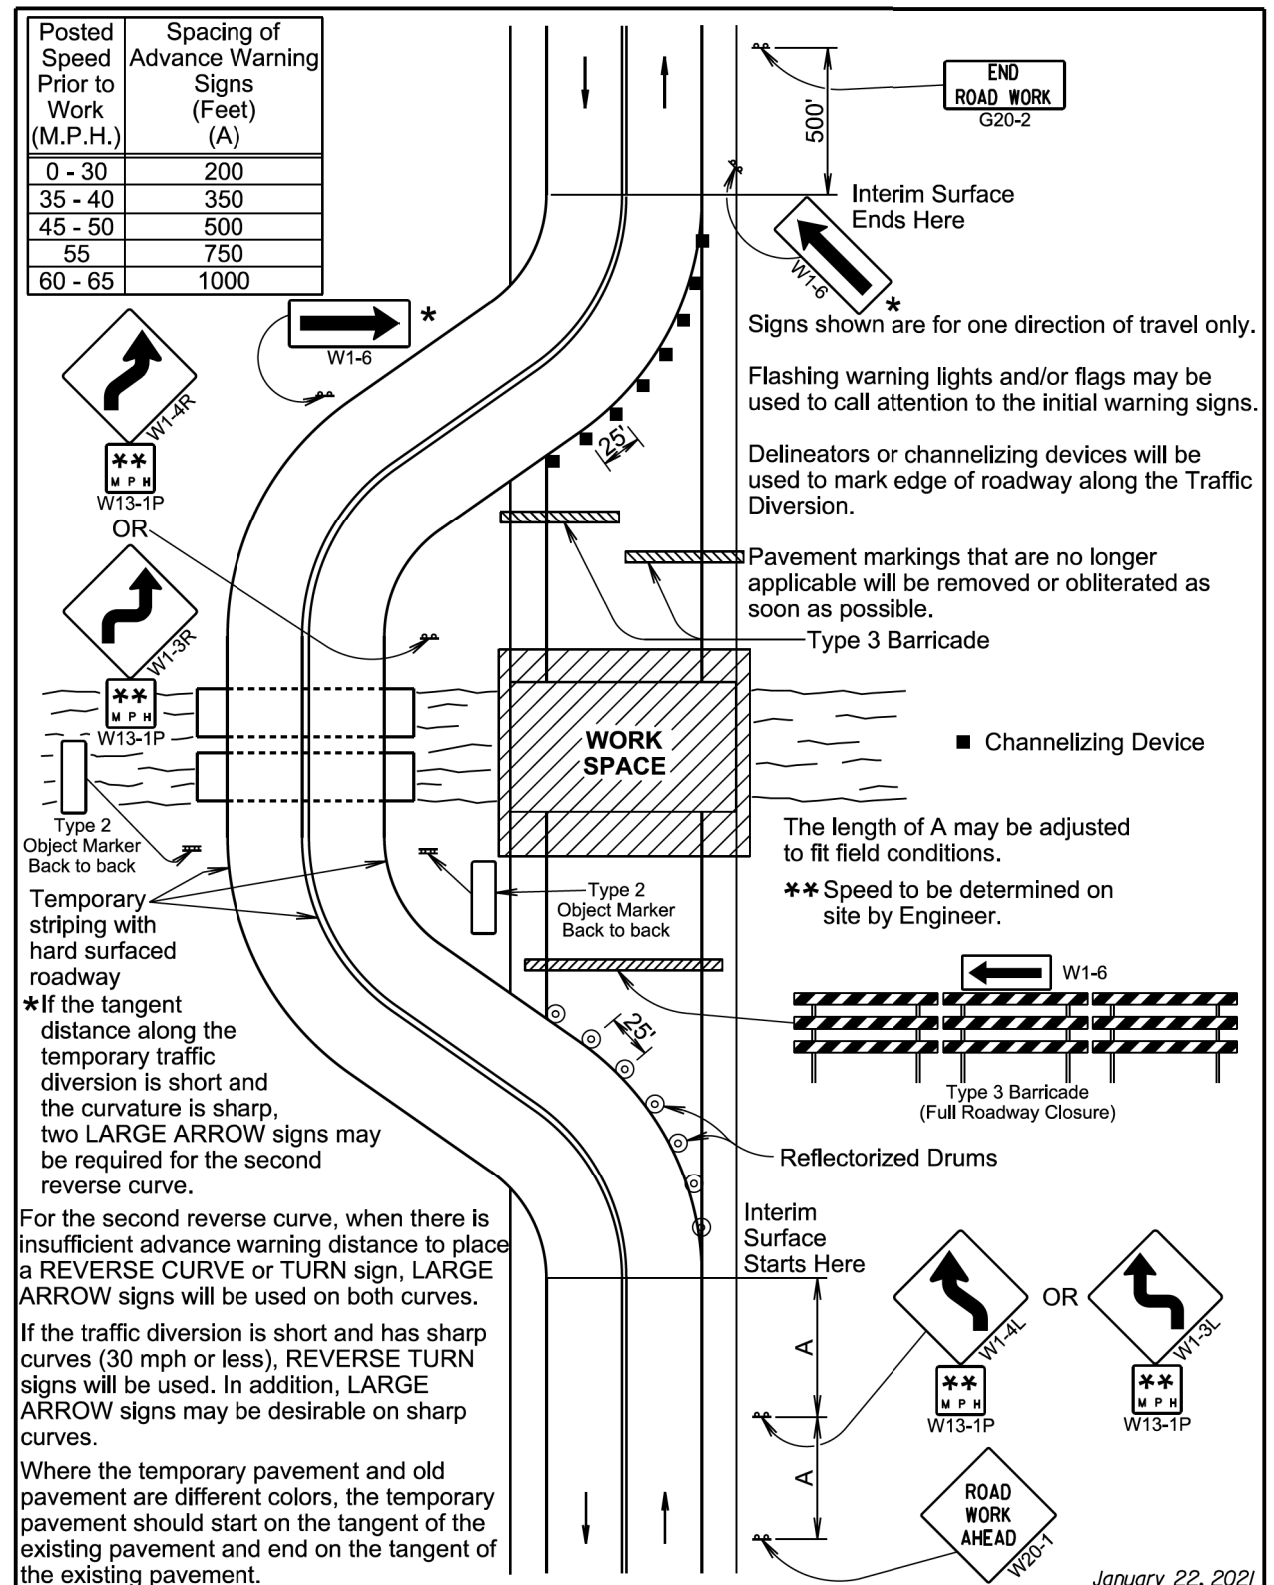 Posted Speed Prior to Work (M.P.H.) Spacing of Advance Warning Signs (Feet) (A)
0 - 30 200
35 - 40 350
45 - 50 500
55 750
60 - 65 1000
500'
END
ROAD WORK
G20-2
Interim Surface
Ends Here
W1-6
*
W1-6
*
Signs shown are for one direction of travel only.
Flashing warning lights and/or flags may be
used to call attention to the initial warning signs.
Delineators or channelizing devices will be
used to mark edge of roadway along the Traffic
Diversion.
Pavement markings that are no longer
applicable will be removed or obliterated as
soon as possible.
Type 3 Barricade
25'
W1-4R
**
M P H
W13-1P
OR
W1-3R
**
M P H
W13-1P
WORK
SPACE
Channelizing Device
The length of A may be adjusted
to fit field conditions.
** Speed to be determined on
site by Engineer.
Type 2
Object Marker
Back to back
Type 2
Object Marker
Back to back
Temporary
striping with
hard surfaced
roadway
W1-6
Type 3 Barricade
(Full Roadway Closure)
25'
Reflectorized Drums
*If the tangent
distance along the
temporary traffic
diversion is short and
the curvature is sharp,
two LARGE ARROW signs may
be required for the second
reverse curve.
For the second reverse curve, when there is
insufficient advance warning distance to place
a REVERSE CURVE or TURN sign, LARGE
ARROW signs will be used on both curves.
If the traffic diversion is short and has sharp
curves (30 mph or less), REVERSE TURN
signs will be used. In addition, LARGE
ARROW signs may be desirable on sharp
curves.
Where the temporary pavement and old
pavement are different colors, the temporary
pavement should start on the tangent of the
existing pavement and end on the tangent of
the existing pavement.
Interim
Surface
Starts Here
A
A
W1-4L
**
M P H
W13-1P
OR
W1-3L
**
M P H
W13-1P
ROAD
WORK
AHEAD
W20-1
January 22, 2021